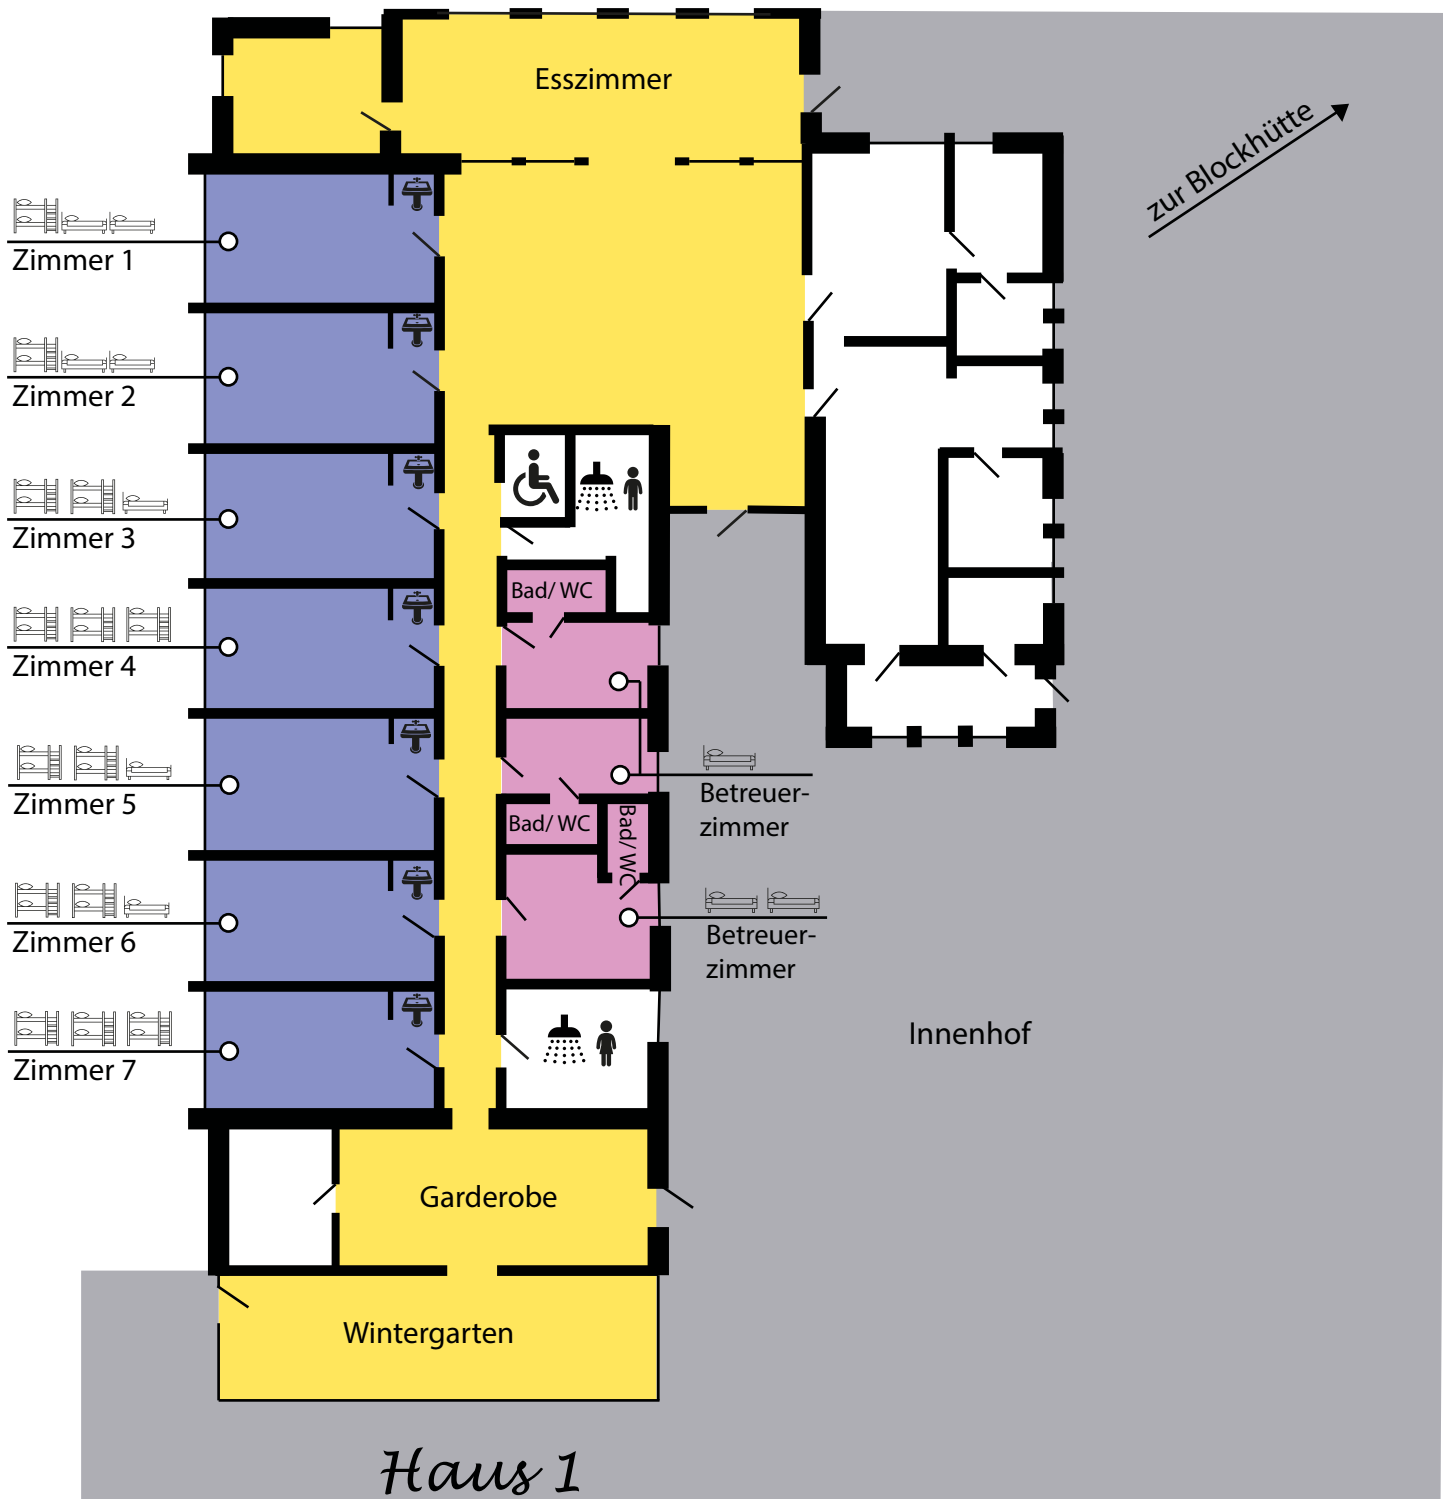 Esszimmer
zur Blockhütte
Zimmer 1
Zimmer 2
Zimmer 3
Zimmer 4
Zimmer 5
Zimmer 6
Zimmer 7
Bad/ WC
Bad/ WC
Bad/ WC
Betreuer-
zimmer
Betreuer-
zimmer
Innenhof
Garderobe
Wintergarten
Haus 1